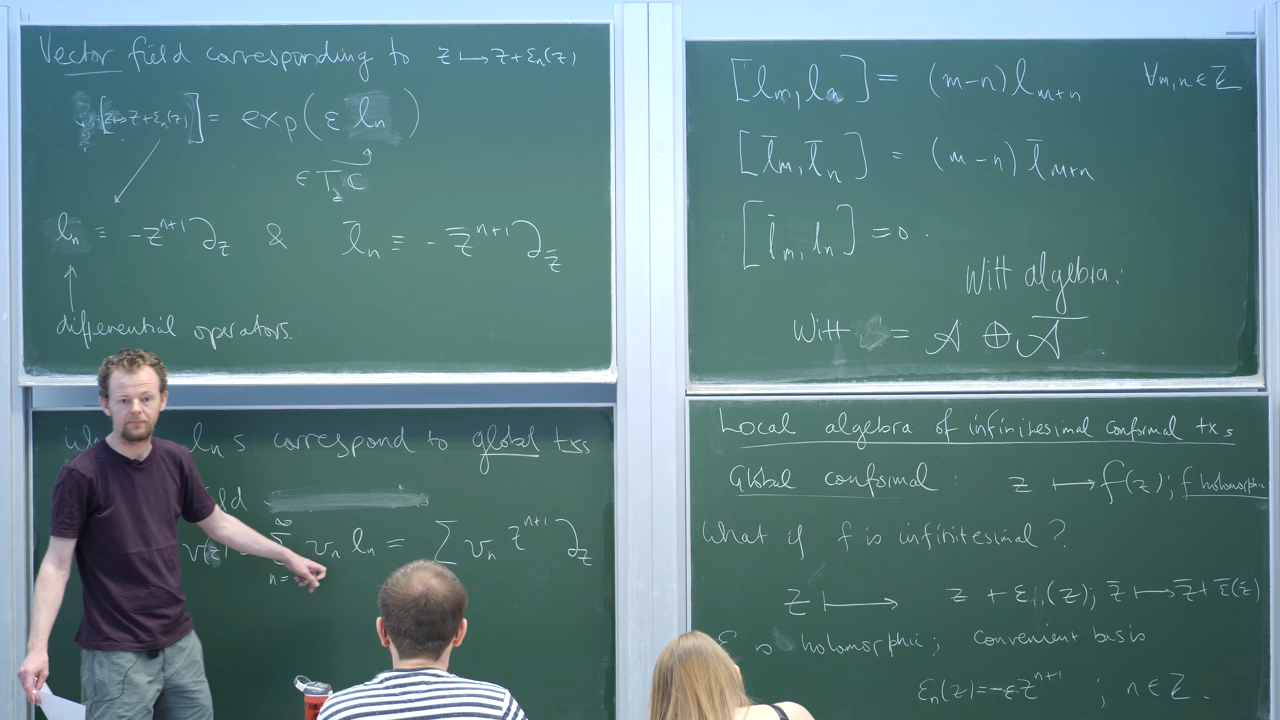 Vector field corresponding to z ↦ z + ε_n(z)
[z ↦ z + ε_n(z)] = exp(ε l_n)
∈ T_z ℂ
l_n ≡ -z^{n+1} ∂_z & l̄_n ≡ -z̄^{n+1} ∂_z̄
differential operators.
l_n s correspond to global txs
v(z) = ∑_{n=}^{∞} v_n l_n = ∑ v_n z^{n+1} ∂_z
[l_m, l_n] = (m-n) l_{m+n} ∀m,n ∈ ℤ
[l̄_m, l̄_n] = (m-n) l̄_{m+n}
[l̄_m, l_n] = 0.
Witt algebra:
Witt = 𝒜 ⊕ 𝒜̄
Local algebra of infinitesimal conformal txs
Global conformal : z ↦ f(z); f holomorphic
What if f is infinitesimal?
z ↦ z + ε(z); z̄ ↦ z̄ + ε̄(z̄)
ε is holomorphic; convenient basis
ε_n(z) = -εz^{n+1} ; n ∈ ℤ.